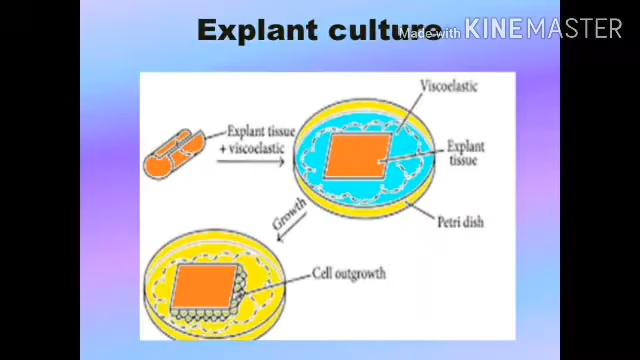 Explant culture
Made with KINEMASTER
Viscoelastic
Explant tissue
+ viscoelastic
Explant
tissue
Petri dish
Growth
Cell outgrowth